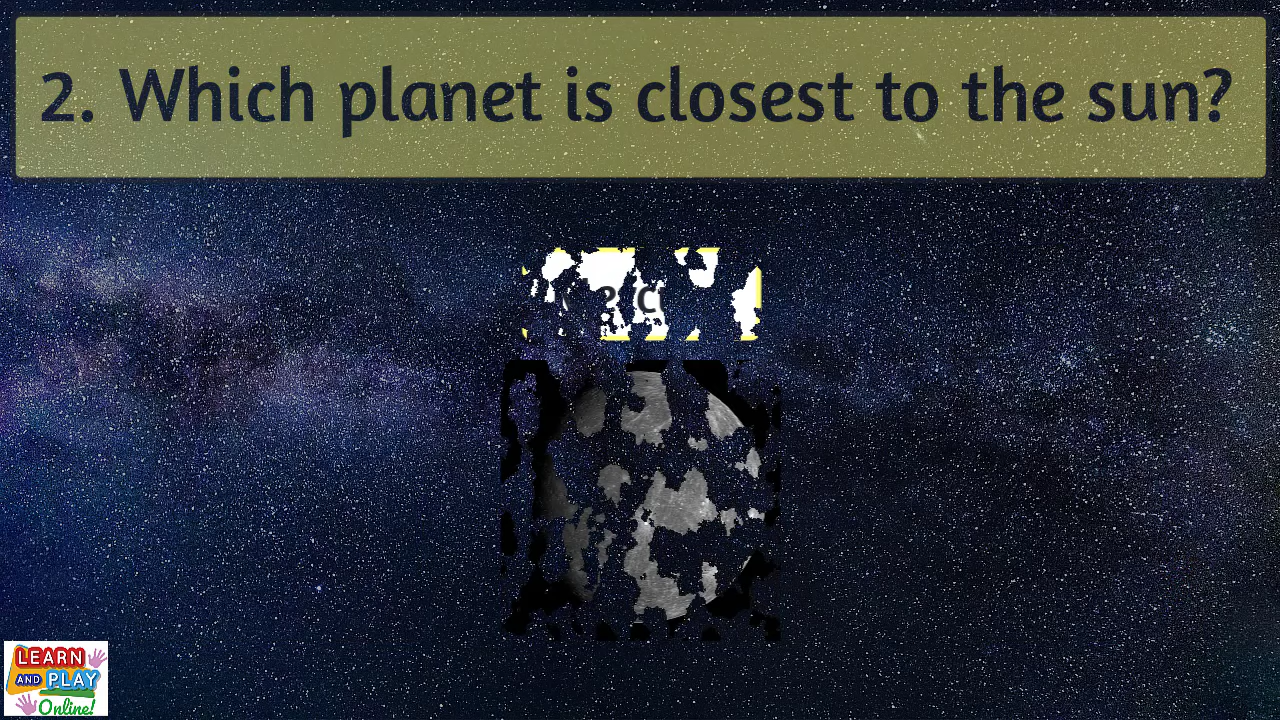 2. Which planet is closest to the sun?
LEARN
AND PLAY
Online!